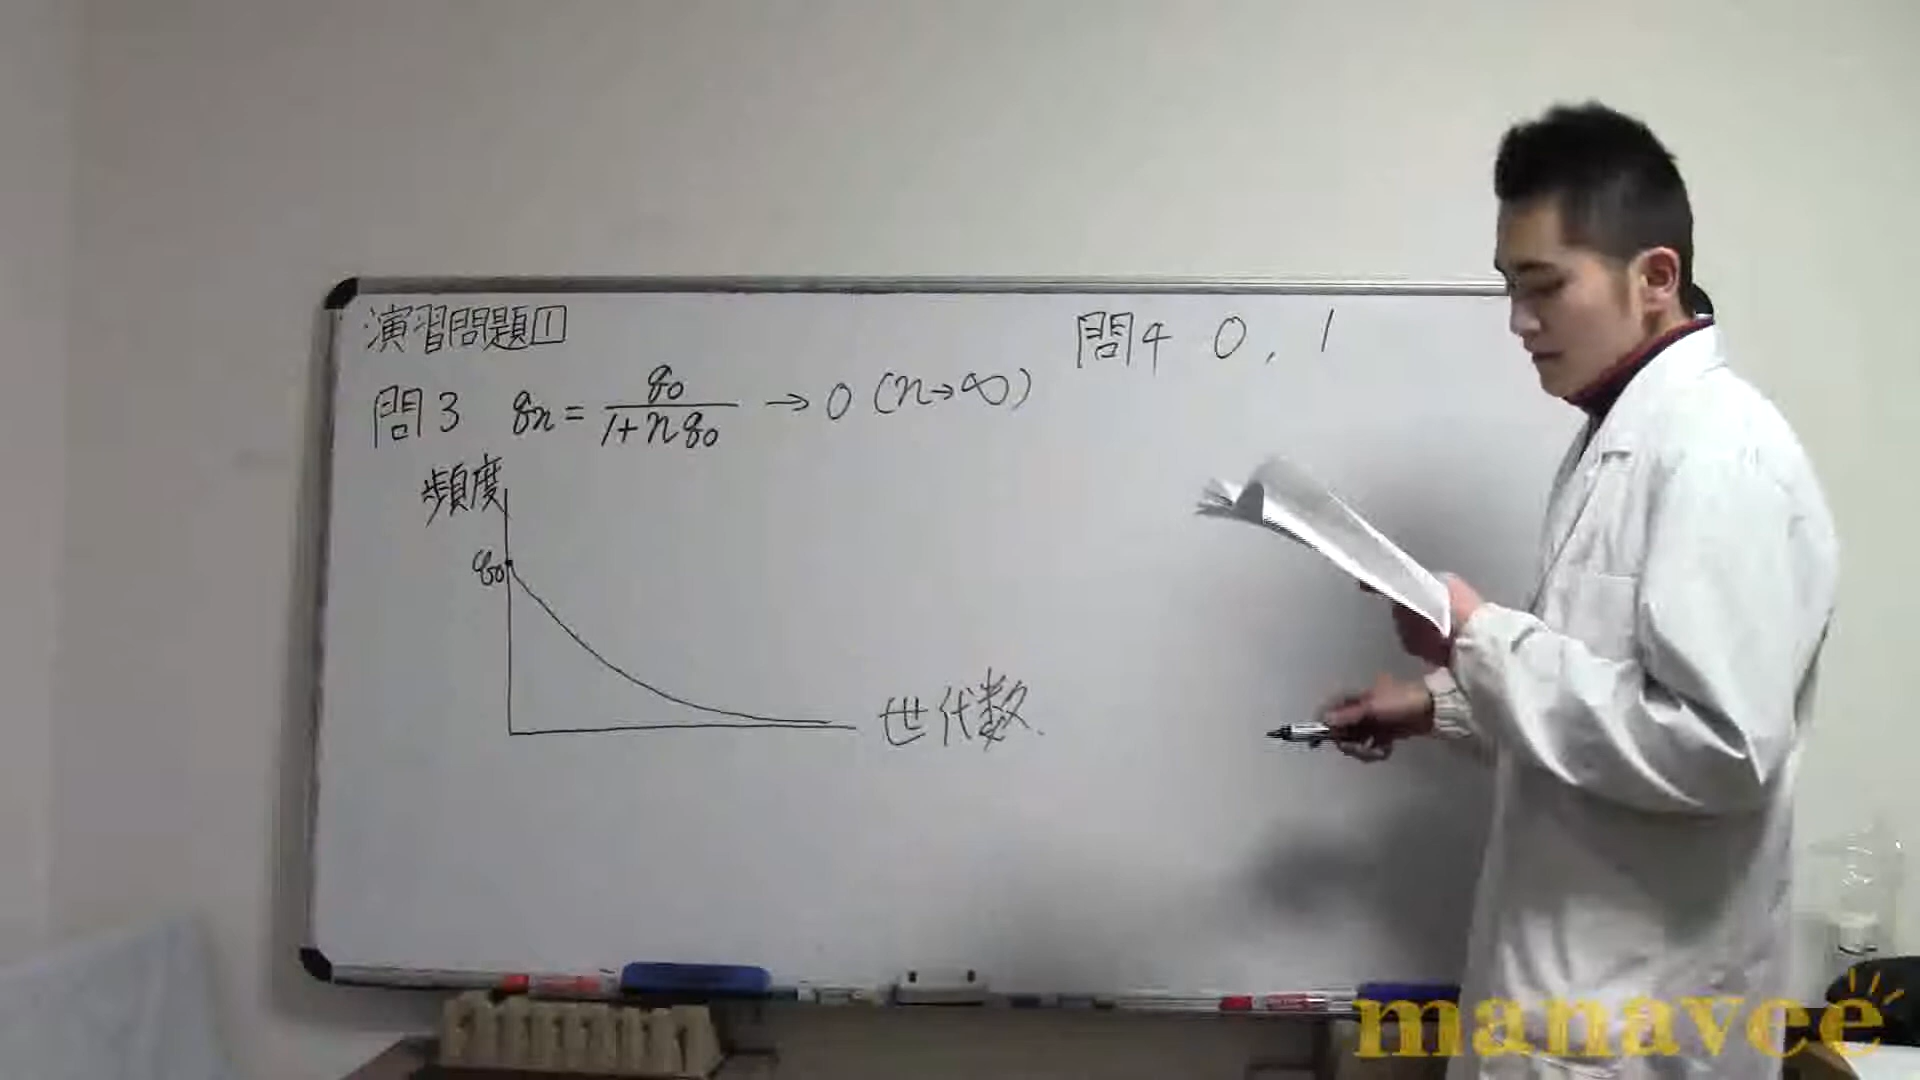 演習問題1
問3 qn = q0/(1+nq0) → 0 (n→∞)
頻度
q0
世代数
問4 0, 1
manavee